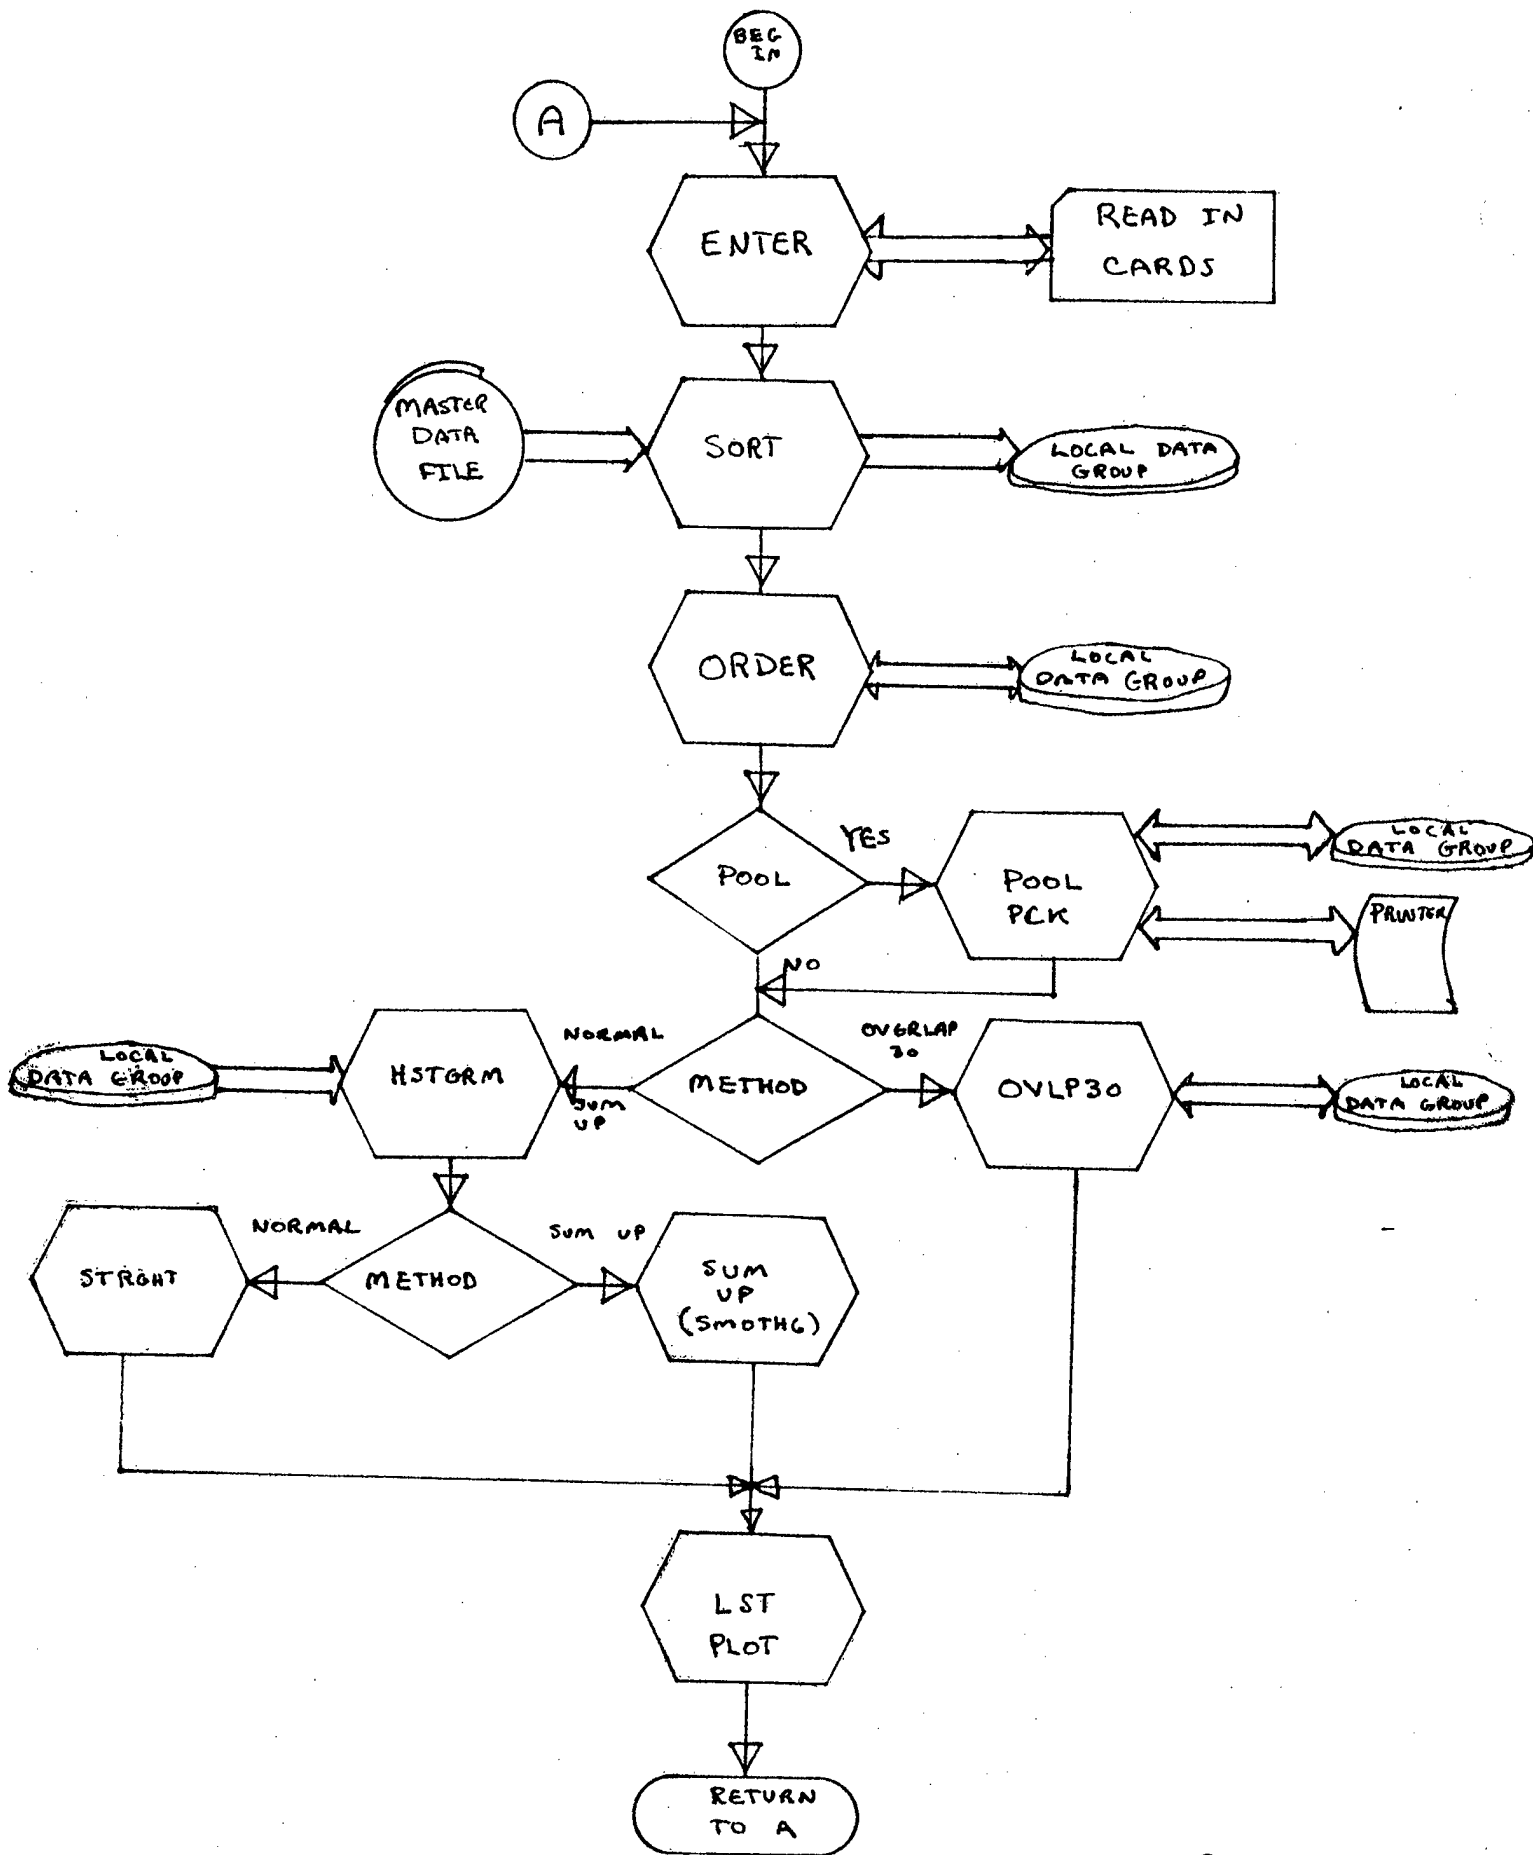 BEG
IN
A
ENTER
READ IN
CARDS
MASTER
DATA
FILE
SORT
LOCAL DATA
GROUP
ORDER
LOCAL
DATA GROUP
POOL
YES
POOL
PCK
LOCAL
DATA GROUP
PRINTER
NO
LOCAL
DATA GROUP
HSTGRM
NORMAL
SUM
UP
METHOD
OVERLAP
30
OVLP30
LOCAL
DATA GROUP
STRGHT
NORMAL
METHOD
SUM UP
SUM
UP
(SMOTHG)
LST
PLOT
RETURN
TO A